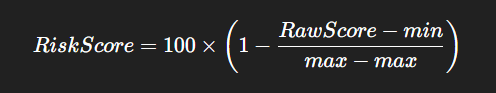 RiskScore = 100 × (1 − (RawScore − min) / (max − max))